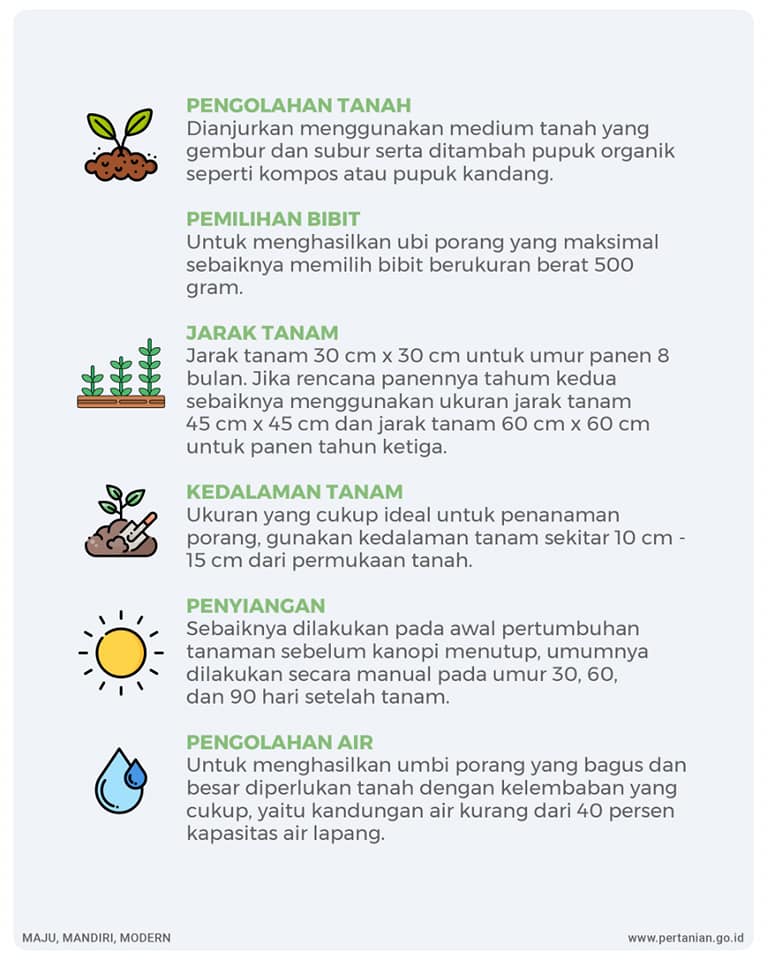 PENGOLAHAN TANAH
Dianjurkan menggunakan medium tanah yang
gembur dan subur serta ditambah pupuk organik
seperti kompos atau pupuk kandang.
PEMILIHAN BIBIT
Untuk menghasilkan ubi porang yang maksimal
sebaiknya memilih bibit berukuran berat 500
gram.
JARAK TANAM
Jarak tanam 30 cm x 30 cm untuk umur panen 8
bulan. Jika rencana panennya tahum kedua
sebaiknya menggunakan ukuran jarak tanam
45 cm x 45 cm dan jarak tanam 60 cm x 60 cm
untuk panen tahun ketiga.
KEDALAMAN TANAM
Ukuran yang cukup ideal untuk penanaman
porang, gunakan kedalaman tanam sekitar 10 cm -
15 cm dari permukaan tanah.
PENYIANGAN
Sebaiknya dilakukan pada awal pertumbuhan
tanaman sebelum kanopi menutup, umumnya
dilakukan secara manual pada umur 30, 60,
dan 90 hari setelah tanam.
PENGOLAHAN AIR
Untuk menghasilkan umbi porang yang bagus dan
besar diperlukan tanah dengan kelembaban yang
cukup, yaitu kandungan air kurang dari 40 persen
kapasitas air lapang.
MAJU, MANDIRI, MODERN
www.pertanian.go.id